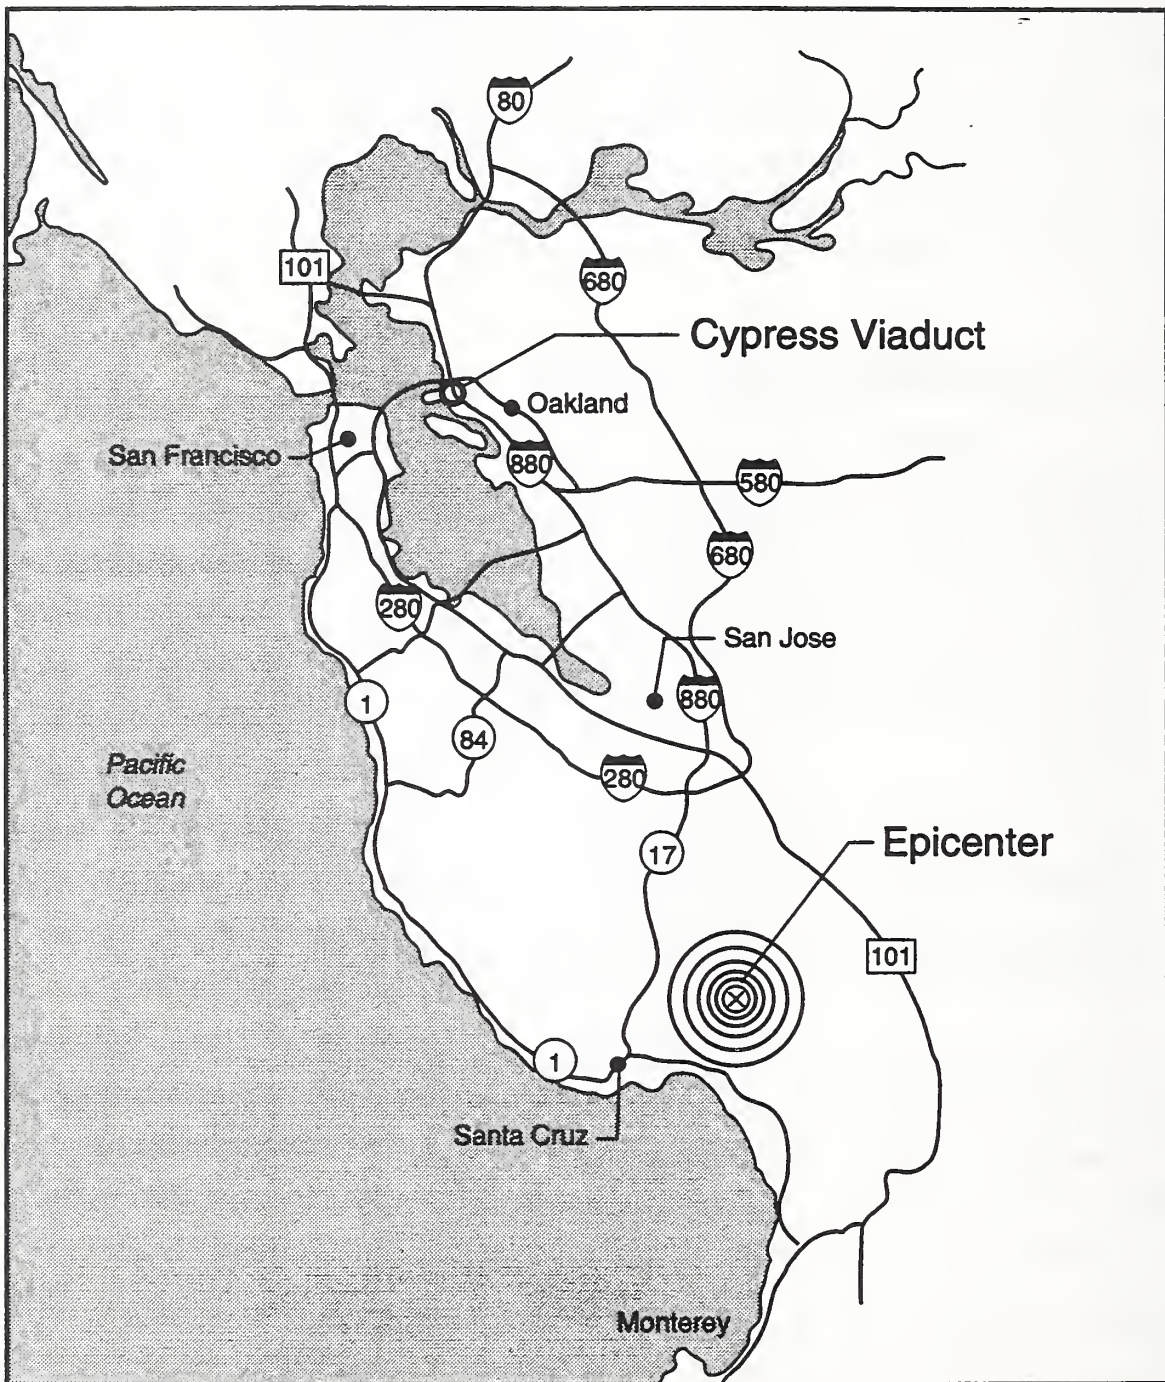 80
101
680
Cypress Viaduct
Oakland
San Francisco
880
580
680
280
San Jose
880
1
84
Pacific
Ocean
280
17
Epicenter
101
1
Santa Cruz
Monterey